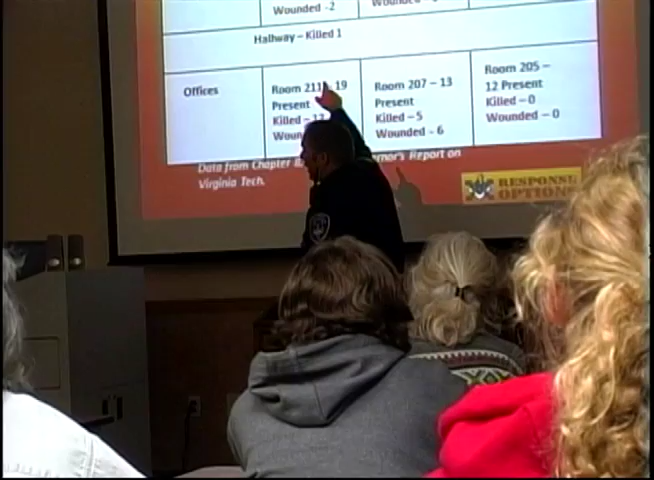 Wounded -2
Hallway – Killed 1
Offices
Room 211 – 19
Present
Killed –
Room 207 – 13
Present
Killed – 5
Wounded - 6
Room 205 –
12 Present
Killed – 0
Wounded – 0
Data from Chapter Report on
Virginia Tech.
RESPONSE
OPTIONS